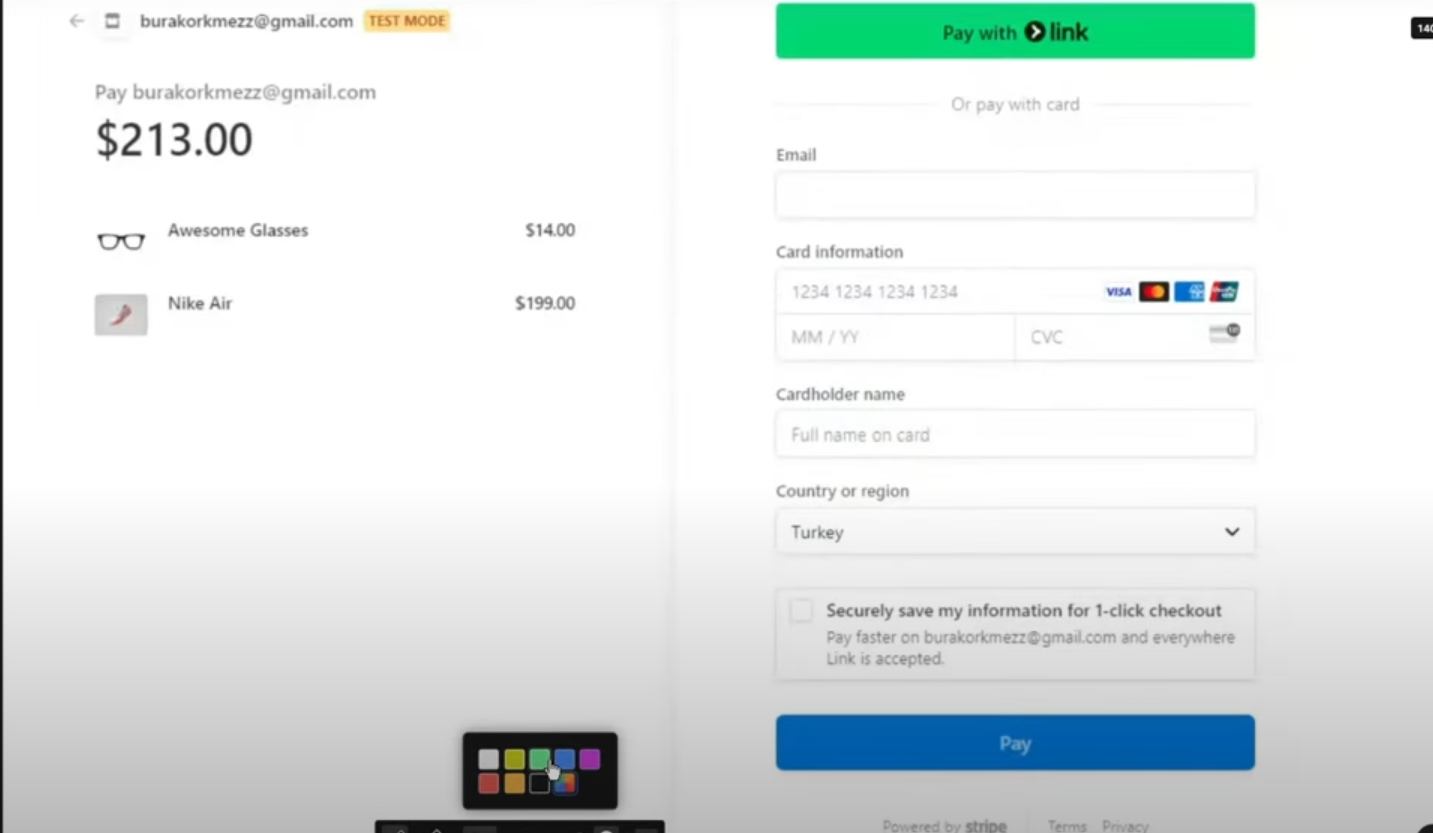 burakorkmezz@gmail.com TEST MODE
Pay burakorkmezz@gmail.com
$213.00
Awesome Glasses $14.00
Nike Air $199.00
Pay with link
Or pay with card
Email
Card information
1234 1234 1234 1234 VISA
MM / YY CVC
Cardholder name
Full name on card
Country or region
Turkey
Securely save my information for 1-click checkout
Pay faster on burakorkmezz@gmail.com and everywhere
Link is accepted.
Pay
Powered by stripe Terms Privacy